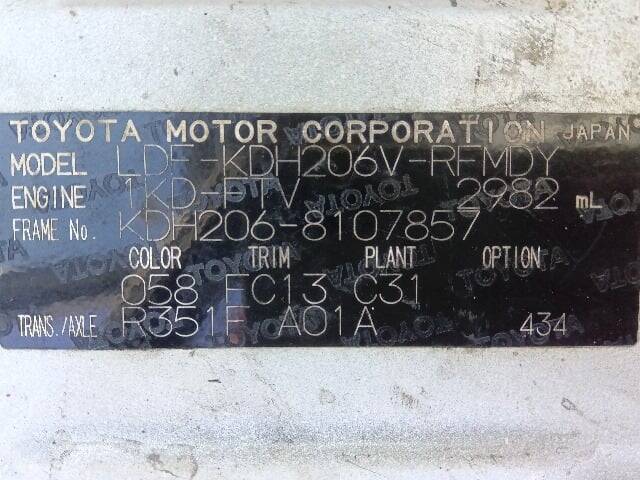 TOYOTA MOTOR CORPORATION JAPAN
MODEL LDF-KDH206V-RFMDY
ENGINE 1KD-FTV 2982 mL
FRAME No. KDH206-8107857
COLOR TRIM PLANT OPTION
058 FC13 C31
TRANS./AXLE R351F A01A 434